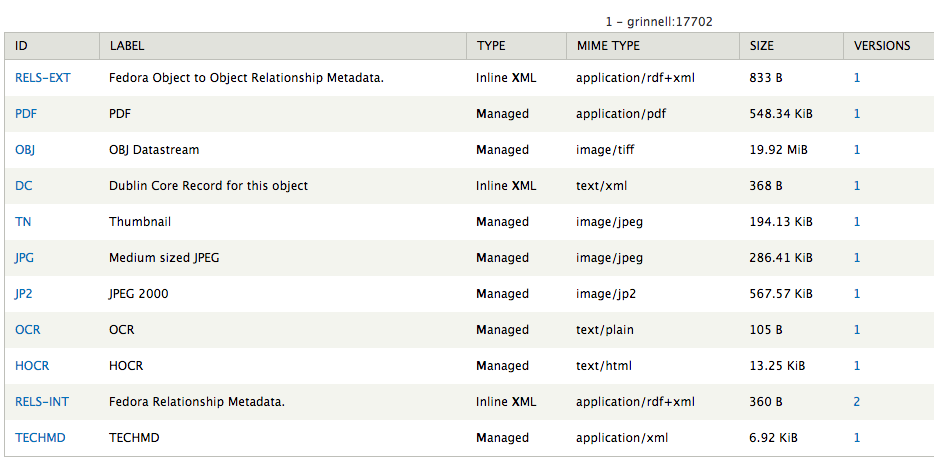 1 – grinnell:17702
ID LABEL TYPE MIME TYPE SIZE VERSIONS
RELS-EXT Fedora Object to Object Relationship Metadata. Inline XML application/rdf+xml 833 B 1
PDF PDF Managed application/pdf 548.34 KiB 1
OBJ OBJ Datastream Managed image/tiff 19.92 MiB 1
DC Dublin Core Record for this object Inline XML text/xml 368 B 1
TN Thumbnail Managed image/jpeg 194.13 KiB 1
JPG Medium sized JPEG Managed image/jpeg 286.41 KiB 1
JP2 JPEG 2000 Managed image/jp2 567.57 KiB 1
OCR OCR Managed text/plain 105 B 1
HOCR HOCR Managed text/html 13.25 KiB 1
RELS-INT Fedora Relationship Metadata. Inline XML application/rdf+xml 360 B 2
TECHMD TECHMD Managed application/xml 6.92 KiB 1